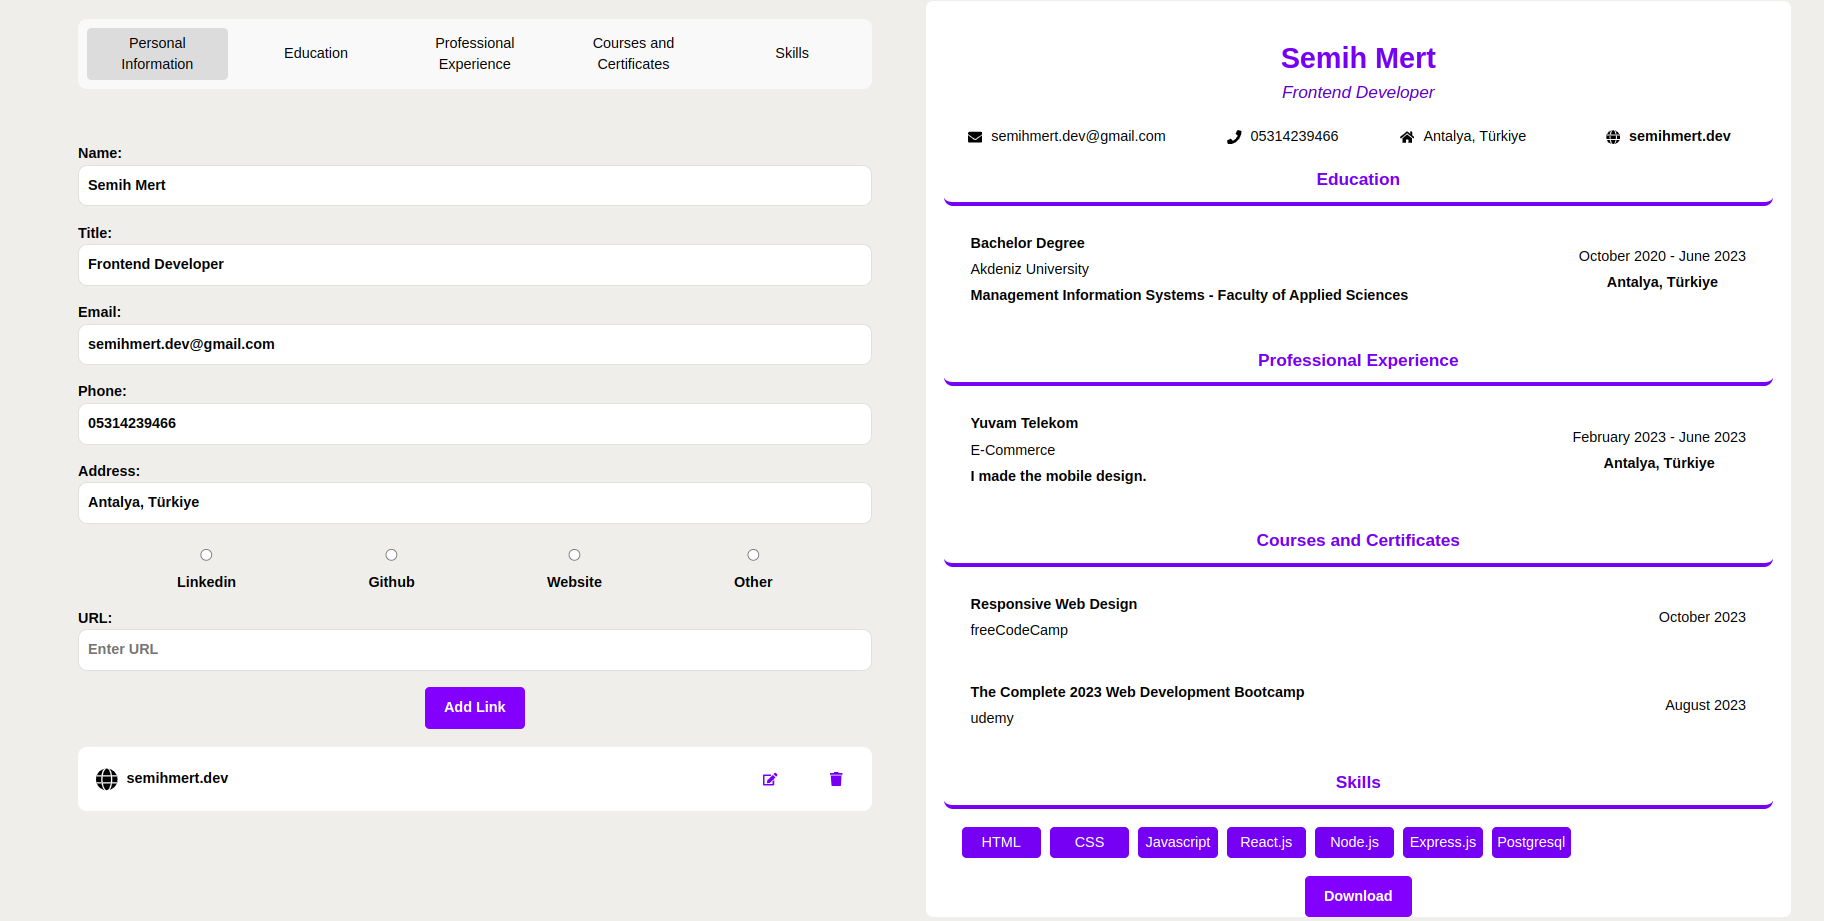 Personal
Information
Education
Professional
Experience
Courses and
Certificates
Skills
Name:
Semih Mert
Title:
Frontend Developer
Email:
semihmert.dev@gmail.com
Phone:
05314239466
Address:
Antalya, Türkiye
Linkedin
Github
Website
Other
URL:
Enter URL
Add Link
semihmert.dev
Semih Mert
Frontend Developer
semihmert.dev@gmail.com
05314239466
Antalya, Türkiye
semihmert.dev
Education
Bachelor Degree
Akdeniz University
Management Information Systems - Faculty of Applied Sciences
October 2020 - June 2023
Antalya, Türkiye
Professional Experience
Yuvam Telekom
E-Commerce
I made the mobile design.
February 2023 - June 2023
Antalya, Türkiye
Courses and Certificates
Responsive Web Design
freeCodeCamp
October 2023
The Complete 2023 Web Development Bootcamp
udemy
August 2023
Skills
HTML
CSS
Javascript
React.js
Node.js
Express.js
Postgresql
Download